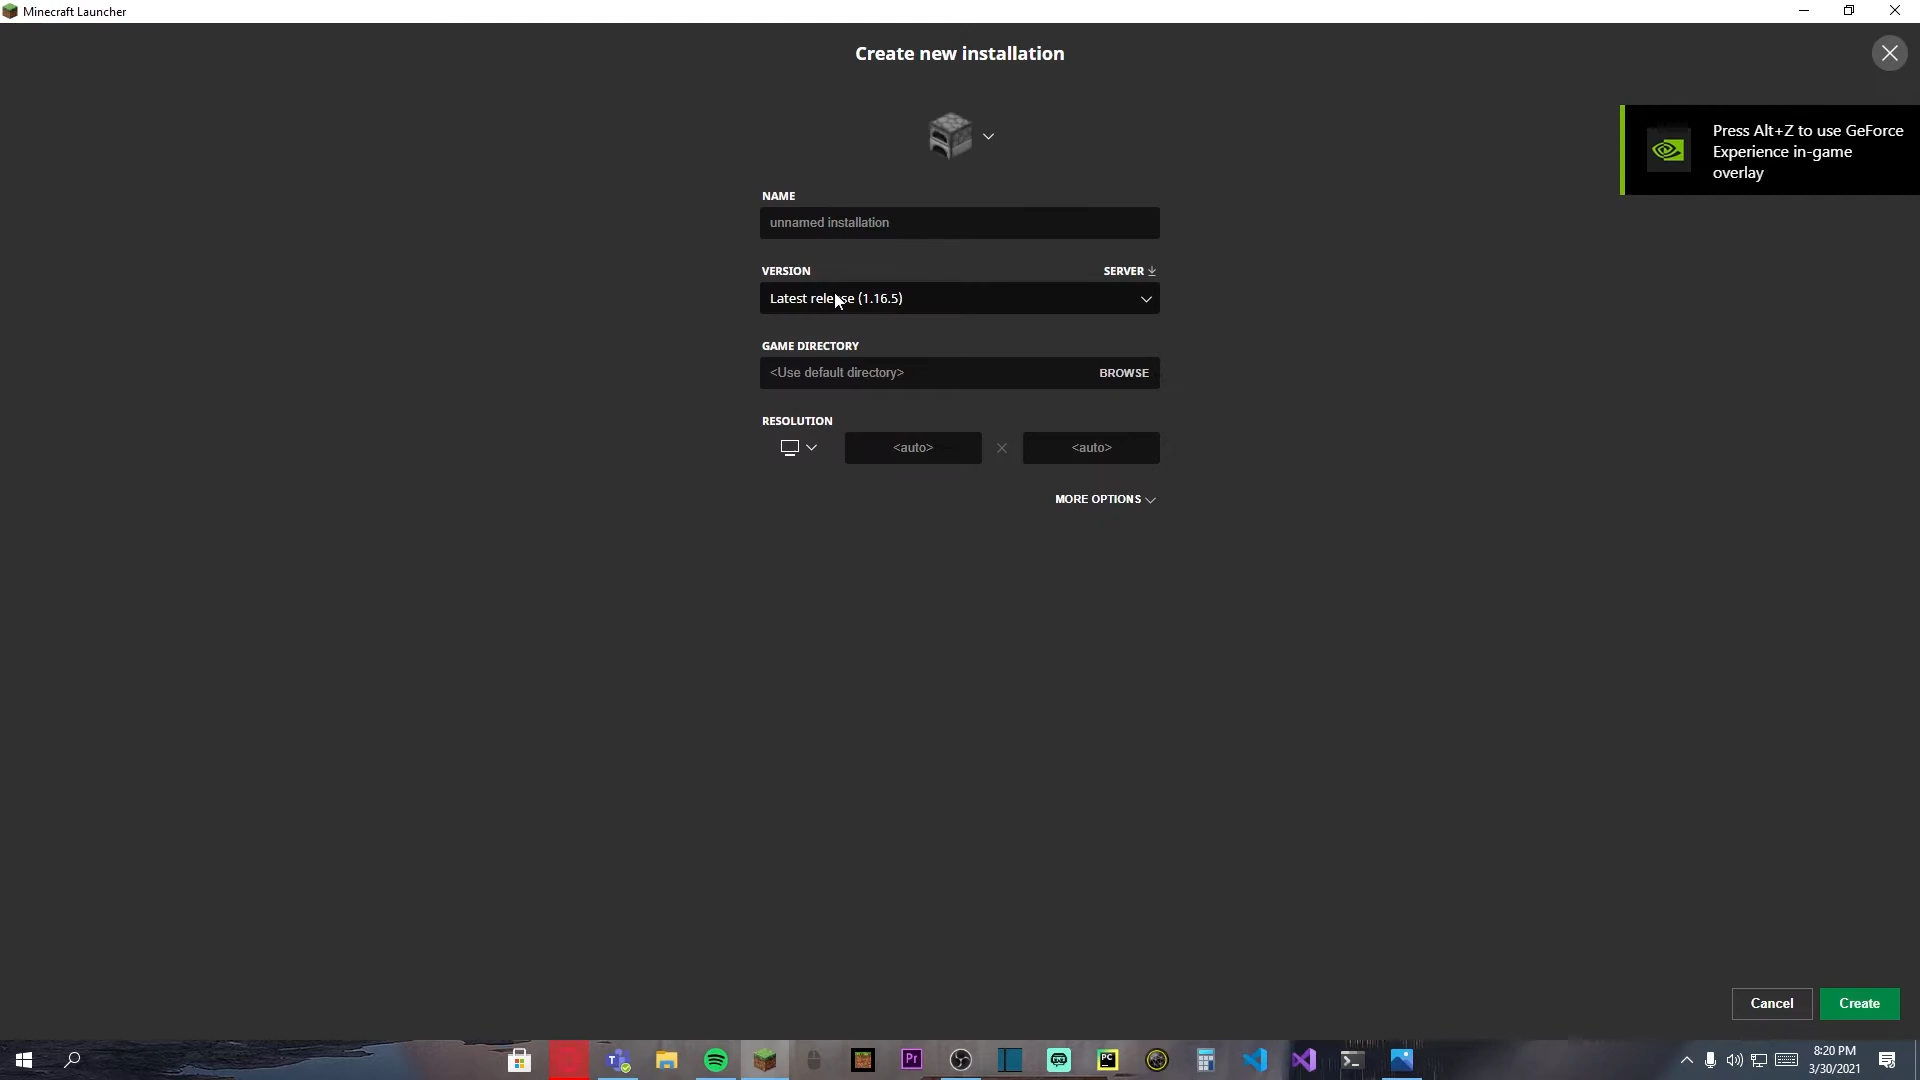 Minecraft Launcher
Create new installation
Press Alt+Z to use GeForce
Experience in-game
overlay
NAME
unnamed installation
VERSION
SERVER
Latest release (1.16.5)
GAME DIRECTORY
<Use default directory>
BROWSE
RESOLUTION
<auto>
<auto>
MORE OPTIONS
Cancel
Create
Pr
PC
8:20 PM
3/30/2021